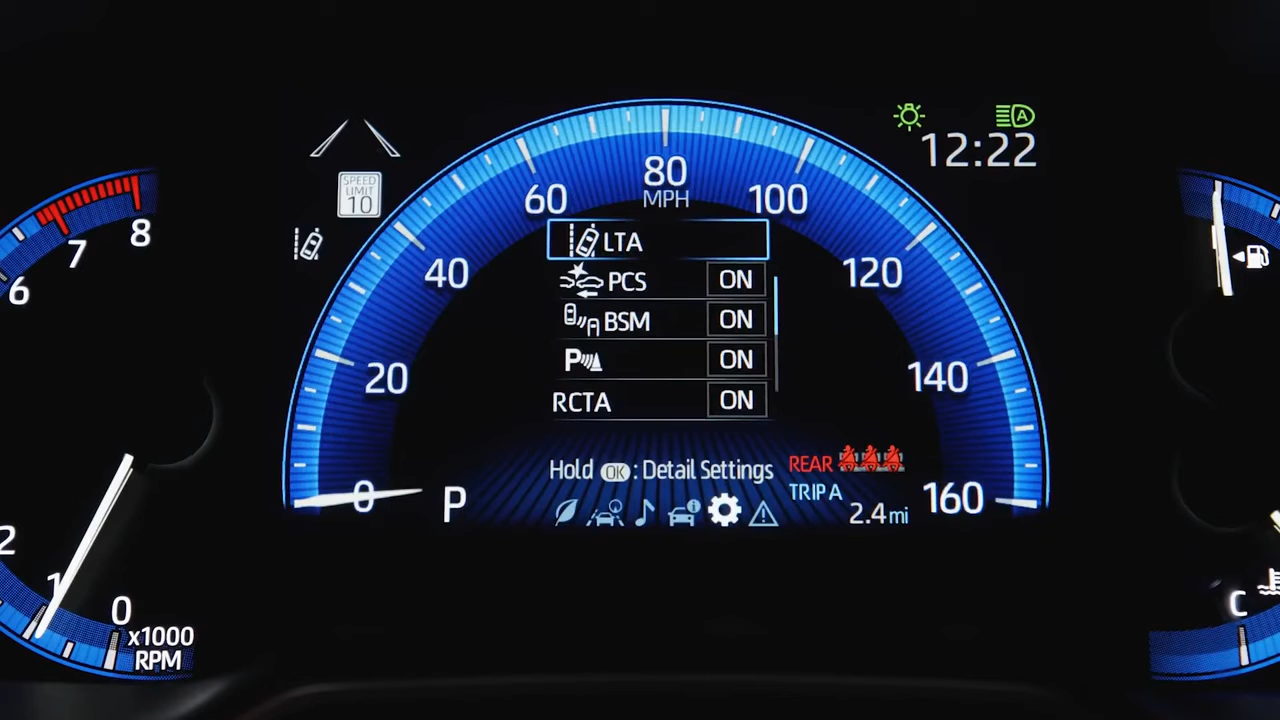 12:22
SPEED
LIMIT
10
80
MPH
60
100
40
120
20
140
0
160
LTA
PCS ON
BSM ON
P ON
RCTA ON
Hold OK : Detail Settings
REAR
TRIP A
2.4 mi
P
8
7
6
2
1
0
x1000
RPM
A
C